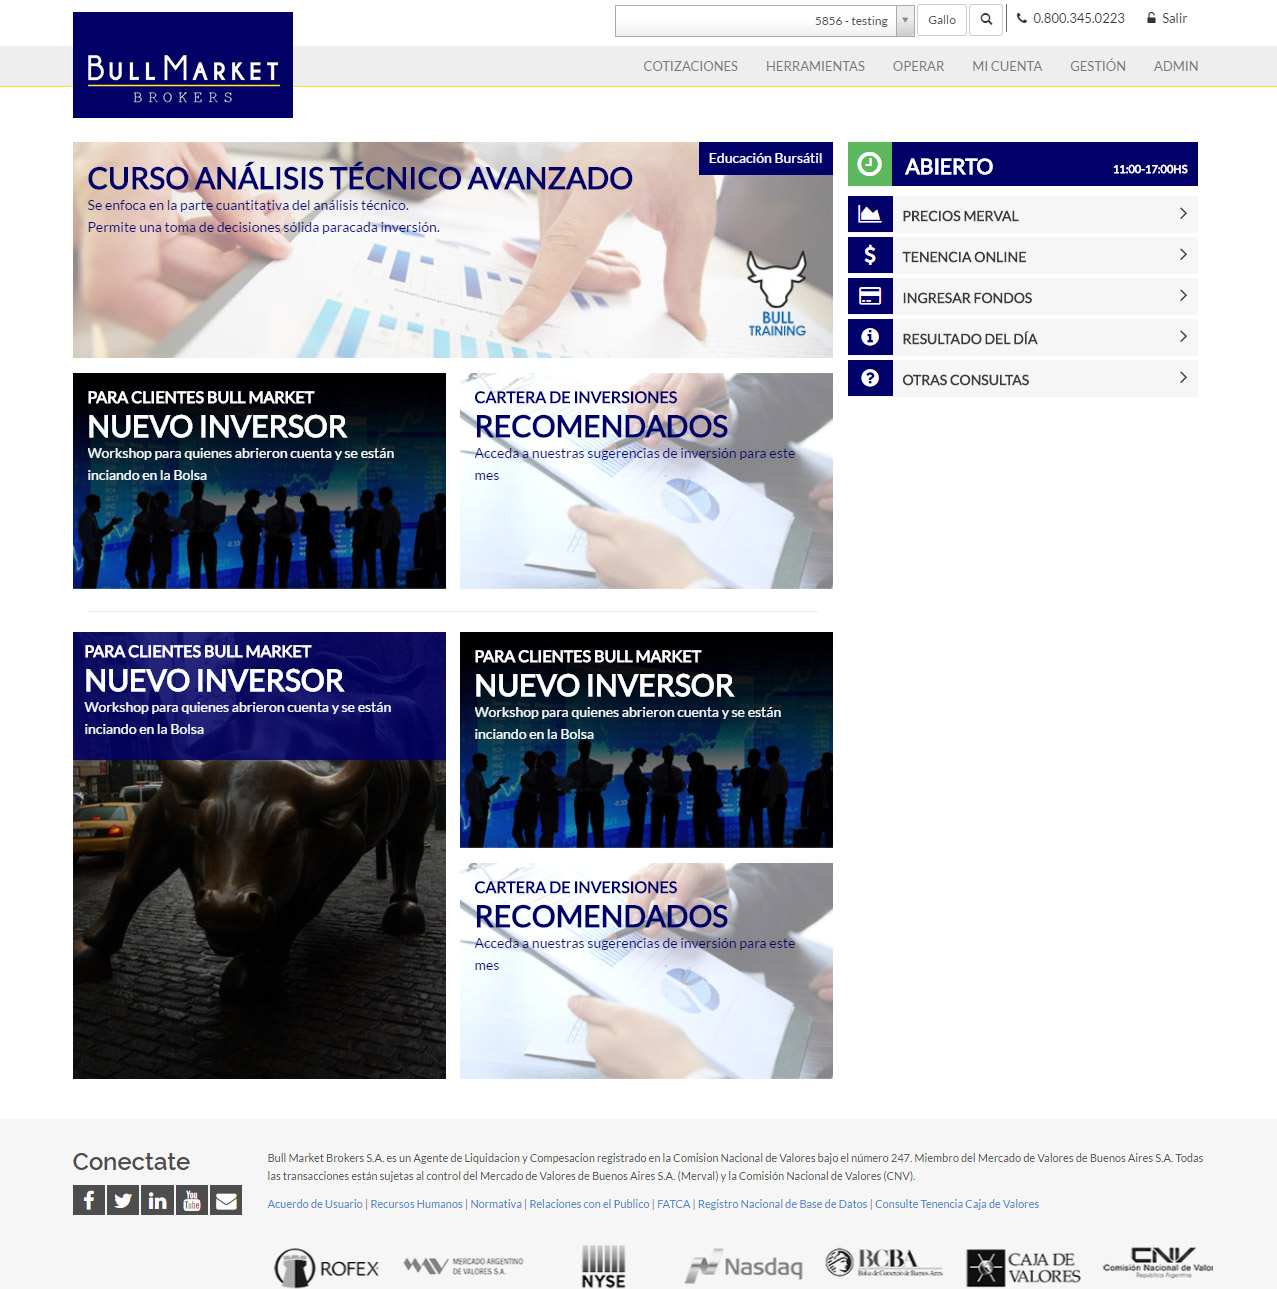 5856 - testing
Gallo
0.800.345.0223
Salir
BULLMARKET
BROKERS
COTIZACIONES
HERRAMIENTAS
OPERAR
MI CUENTA
GESTIÓN
ADMIN
Educación Bursátil
CURSO ANÁLISIS TÉCNICO AVANZADO
Se enfoca en la parte cuantitativa del análisis técnico.
Permite una toma de decisiones sólida paracada inversión.
BULL
TRAINING
ABIERTO
11:00-17:00HS
PRECIOS MERVAL
TENENCIA ONLINE
INGRESAR FONDOS
RESULTADO DEL DÍA
OTRAS CONSULTAS
PARA CLIENTES BULL MARKET
NUEVO INVERSOR
Workshop para quienes abrieron cuenta y se están
inciando en la Bolsa
CARTERA DE INVERSIONES
RECOMENDADOS
Acceda a nuestras sugerencias de inversión para este
mes
PARA CLIENTES BULL MARKET
NUEVO INVERSOR
Workshop para quienes abrieron cuenta y se están
inciando en la Bolsa
PARA CLIENTES BULL MARKET
NUEVO INVERSOR
Workshop para quienes abrieron cuenta y se están
inciando en la Bolsa
CARTERA DE INVERSIONES
RECOMENDADOS
Acceda a nuestras sugerencias de inversión para este
mes
Conectate
Bull Market Brokers S.A. es un Agente de Liquidacion y Compesacion registrado en la Comision Nacional de Valores bajo el número 247. Miembro del Mercado de Valores de Buenos Aires S.A. Todas
las transacciones están sujetas al control del Mercado de Valores de Buenos Aires S.A. (Merval) y la Comisión Nacional de Valores (CNV).
Acuerdo de Usuario | Recursos Humanos | Normativa | Relaciones con el Publico | FATCA | Registro Nacional de Base de Datos | Consulte Tenencia Caja de Valores
You Tube
ROFEX
MERCADO ARGENTINO
DE VALORES S.A.
NYSE
Nasdaq
BCBA
Bolsa de Comercio de Buenos Aires
CAJA DE
VALORES
CNV
Comisión Nacional de Valor
República Argentina